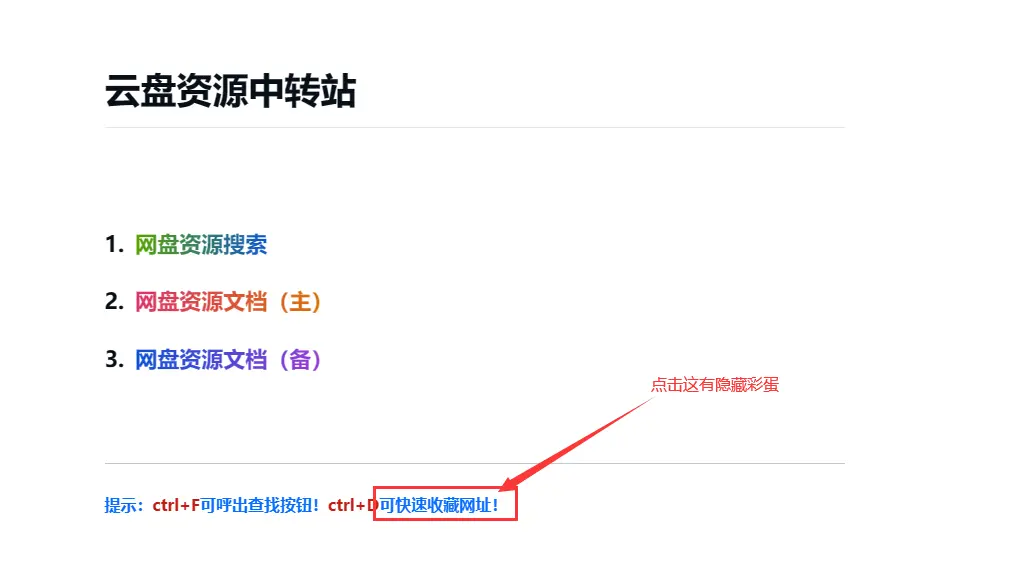 云盘资源中转站
1. 网盘资源搜索
2. 网盘资源文档（主）
3. 网盘资源文档（备）
点击这有隐藏彩蛋
提示：ctrl+F可呼出查找按钮！ctrl+D可快速收藏网址！